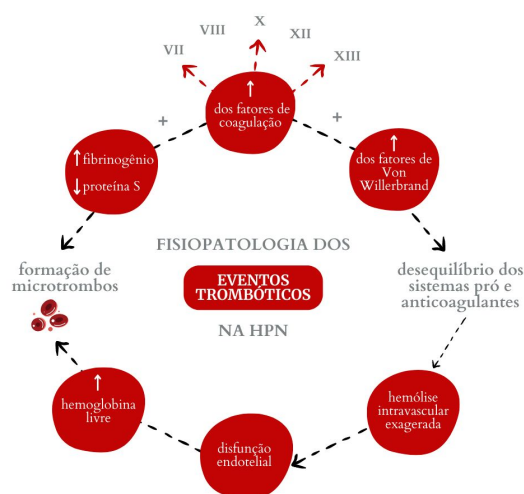 X
VIII
XII
VII
XIII
dos fatores de
coagulação
+
+
fibrinogênio
proteína S
dos fatores de
Von
Willerbrand
FISIOPATOLOGIA DOS
EVENTOS
TROMBÓTICOS
NA HPN
formação de
microtrombos
desequilíbrio dos
sistemas pró e
anticoagulantes
hemoglobina
livre
disfunção
endotelial
hemólise
intravascular
exagerada